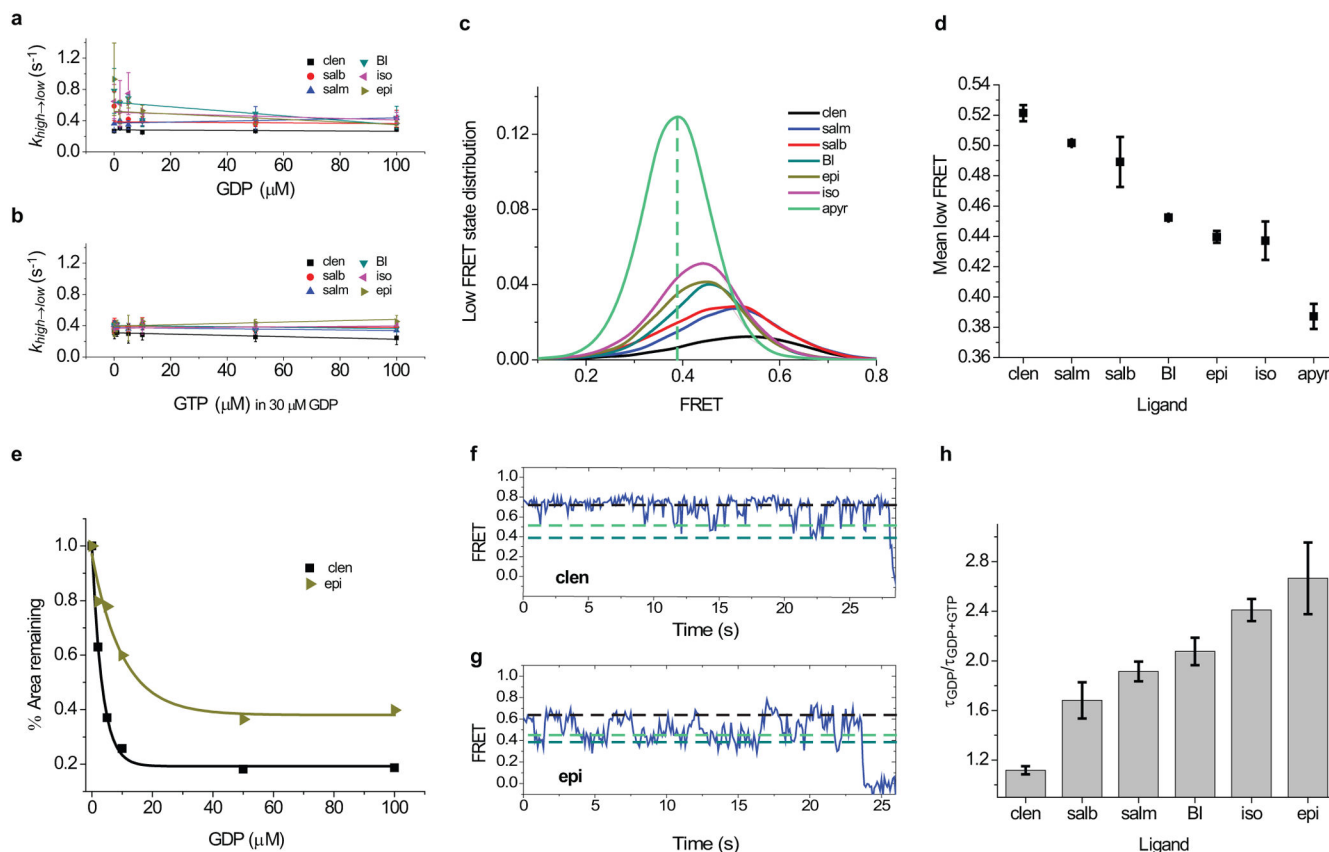 a
k_high→low (s⁻¹)
1.2
0.8
0.4
0.0
clen
salb
salm
BI
iso
epi
0 20 40 60 80 100
GDP (µM)
b
k_high→low (s⁻¹)
1.2
0.8
0.4
0.0
clen
salb
salm
BI
iso
epi
0 20 40 60 80 100
GTP (µM) in 30 µM GDP
c
Low FRET state distribution
0.12
0.08
0.04
0.00
clen
salm
salb
BI
epi
iso
apyr
0.2 0.4 0.6 0.8
FRET
d
Mean low FRET
0.54
0.52
0.50
0.48
0.46
0.44
0.42
0.40
0.38
0.36
clen salm salb BI epi iso apyr
Ligand
e
% Area remaining
1.0
0.8
0.6
0.4
0.2
clen
epi
0 20 40 60 80 100
GDP (µM)
f
FRET
1.0
0.8
0.6
0.4
0.2
0.0
clen
0 5 10 15 20 25
Time (s)
g
FRET
1.0
0.8
0.6
0.4
0.2
0.0
epi
0 5 10 15 20 25
Time (s)
h
τGDP/τGDP+GTP
2.8
2.4
2.0
1.6
1.2
clen salb salm BI iso epi
Ligand